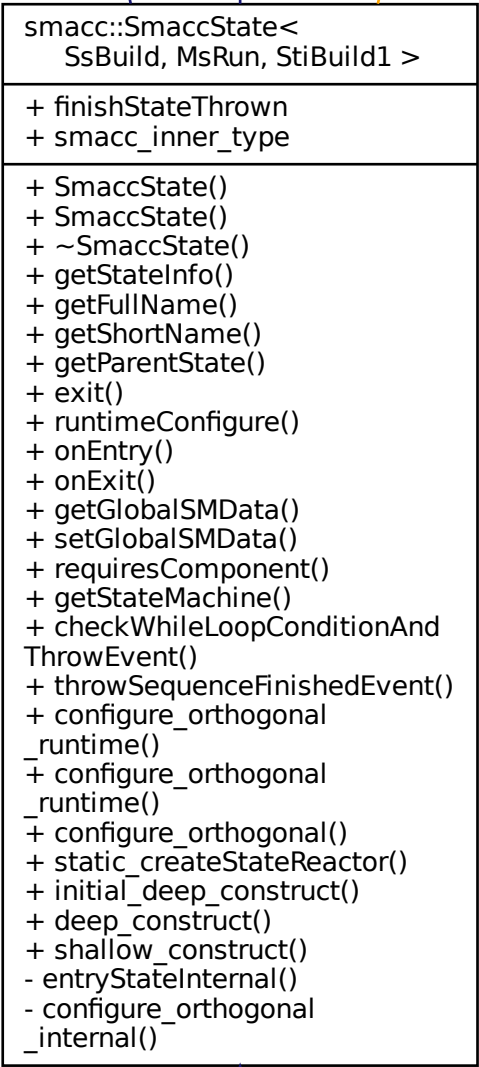 smacc::SmaccState<
SsBuild, MsRun, StiBuild1 >
+ finishStateThrown
+ smacc_inner_type
+ SmaccState()
+ SmaccState()
+ ~SmaccState()
+ getStateInfo()
+ getFullName()
+ getShortName()
+ getParentState()
+ exit()
+ runtimeConfigure()
+ onEntry()
+ onExit()
+ getGlobalSMData()
+ setGlobalSMData()
+ requiresComponent()
+ getStateMachine()
+ checkWhileLoopConditionAnd
ThrowEvent()
+ throwSequenceFinishedEvent()
+ configure_orthogonal
_runtime()
+ configure_orthogonal
_runtime()
+ configure_orthogonal()
+ static_createStateReactor()
+ initial_deep_construct()
+ deep_construct()
+ shallow_construct()
- entryStateInternal()
- configure_orthogonal
_internal()